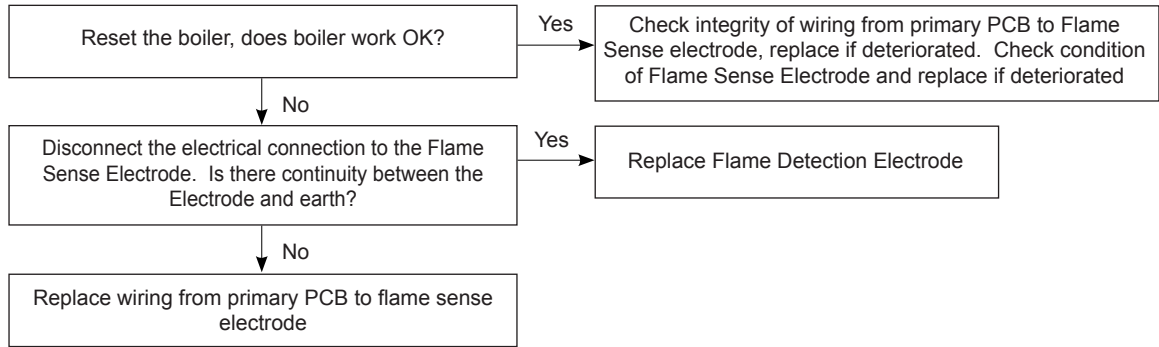 Reset the boiler, does boiler work OK?
Yes
Check integrity of wiring from primary PCB to Flame
Sense electrode, replace if deteriorated.  Check condition
of Flame Sense Electrode and replace if deteriorated
No
Disconnect the electrical connection to the Flame
Sense Electrode.  Is there continuity between the
Electrode and earth?
Yes
Replace Flame Detection Electrode
No
Replace wiring from primary PCB to flame sense
electrode